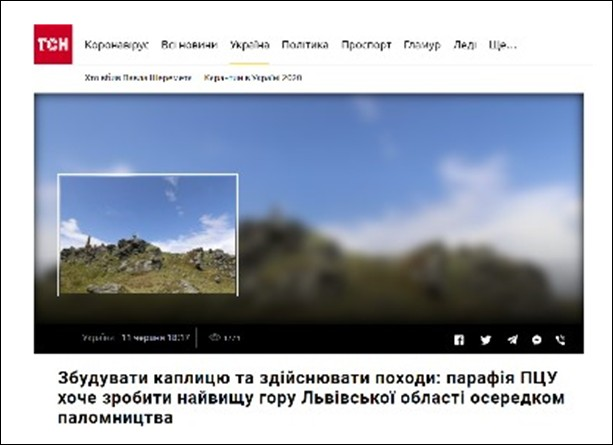 ТСН
Коронавірус Всі новини Україна Політика Проспорт Гламур Леді Ще...
Хто вбив Павла Шеремета Карантин в Україні 2020
Україна 11 червня 18:17
Збудувати каплицю та здійснювати походи: парафія ПЦУ
хоче зробити найвищу гору Львівської області осередком
паломництва